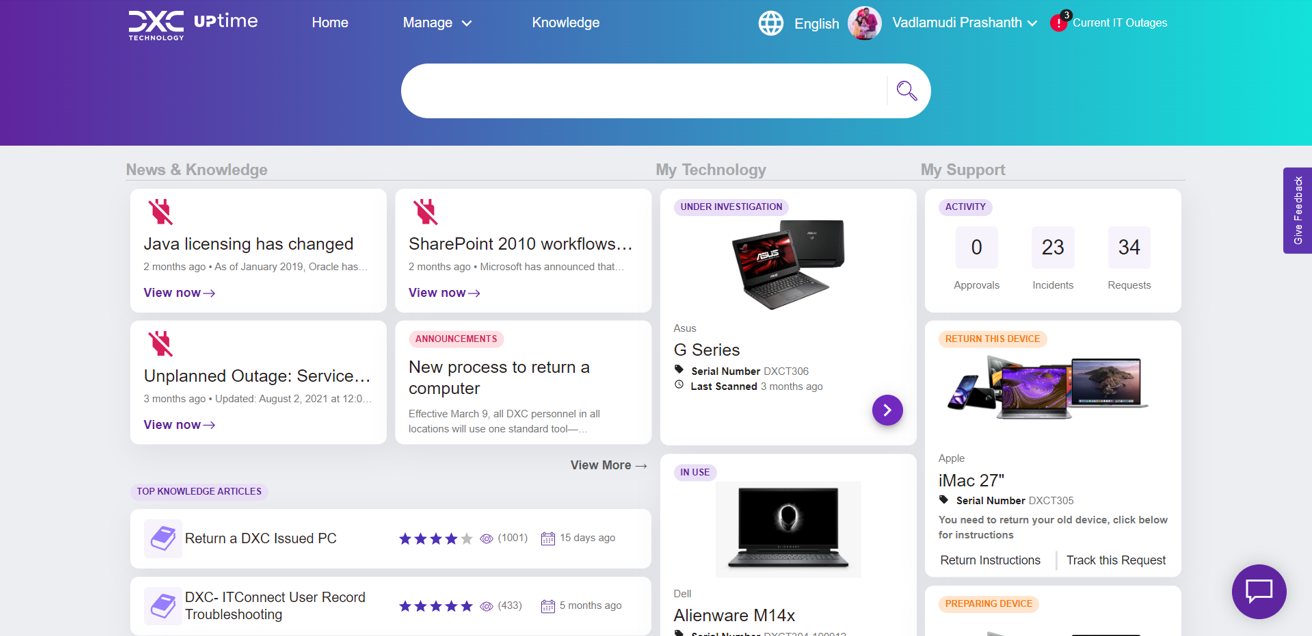 DXC UPtime
TECHNOLOGY
Home
Manage
Knowledge
English
Vadlamudi Prashanth
3
Current IT Outages
Give Feedback
News & Knowledge
Java licensing has changed
2 months ago • As of January 2019, Oracle has…
View now→
SharePoint 2010 workflows…
2 months ago • Microsoft has announced that…
View now→
Unplanned Outage: Service…
3 months ago • Updated: August 2, 2021 at 12:0…
View now→
ANNOUNCEMENTS
New process to return a
computer
Effective March 9, all DXC personnel in all
locations will use one standard tool—…
View More →
TOP KNOWLEDGE ARTICLES
Return a DXC Issued PC
(1001)
15 days ago
DXC- ITConnect User Record
Troubleshooting
(433)
5 months ago
My Technology
UNDER INVESTIGATION
ASUS
Asus
G Series
Serial Number DXCT306
Last Scanned 3 months ago
IN USE
Dell
Alienware M14x
Serial Number
My Support
ACTIVITY
0
23
34
Approvals
Incidents
Requests
RETURN THIS DEVICE
Apple
iMac 27"
Serial Number DXCT305
You need to return your old device, click below
for instructions
Return Instructions
Track this Request
PREPARING DEVICE